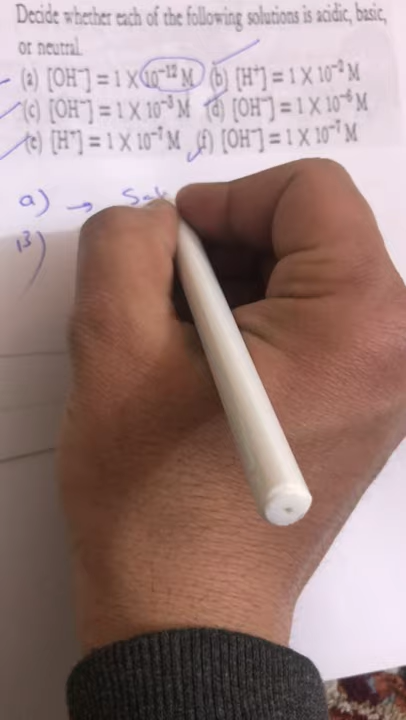 Decide whether each of the following solutions is acidic, basic,
or neutral.
(a) [OH⁻] = 1 X 10⁻¹² M (b) [H⁺] = 1 X 10⁻² M
(c) [OH⁻] = 1 X 10⁻³ M (d) [OH⁻] = 1 X 10⁻⁶ M
(e) [H⁺] = 1 X 10⁻⁷ M (f) [OH⁻] = 1 X 10⁻⁷ M
a) →
B)